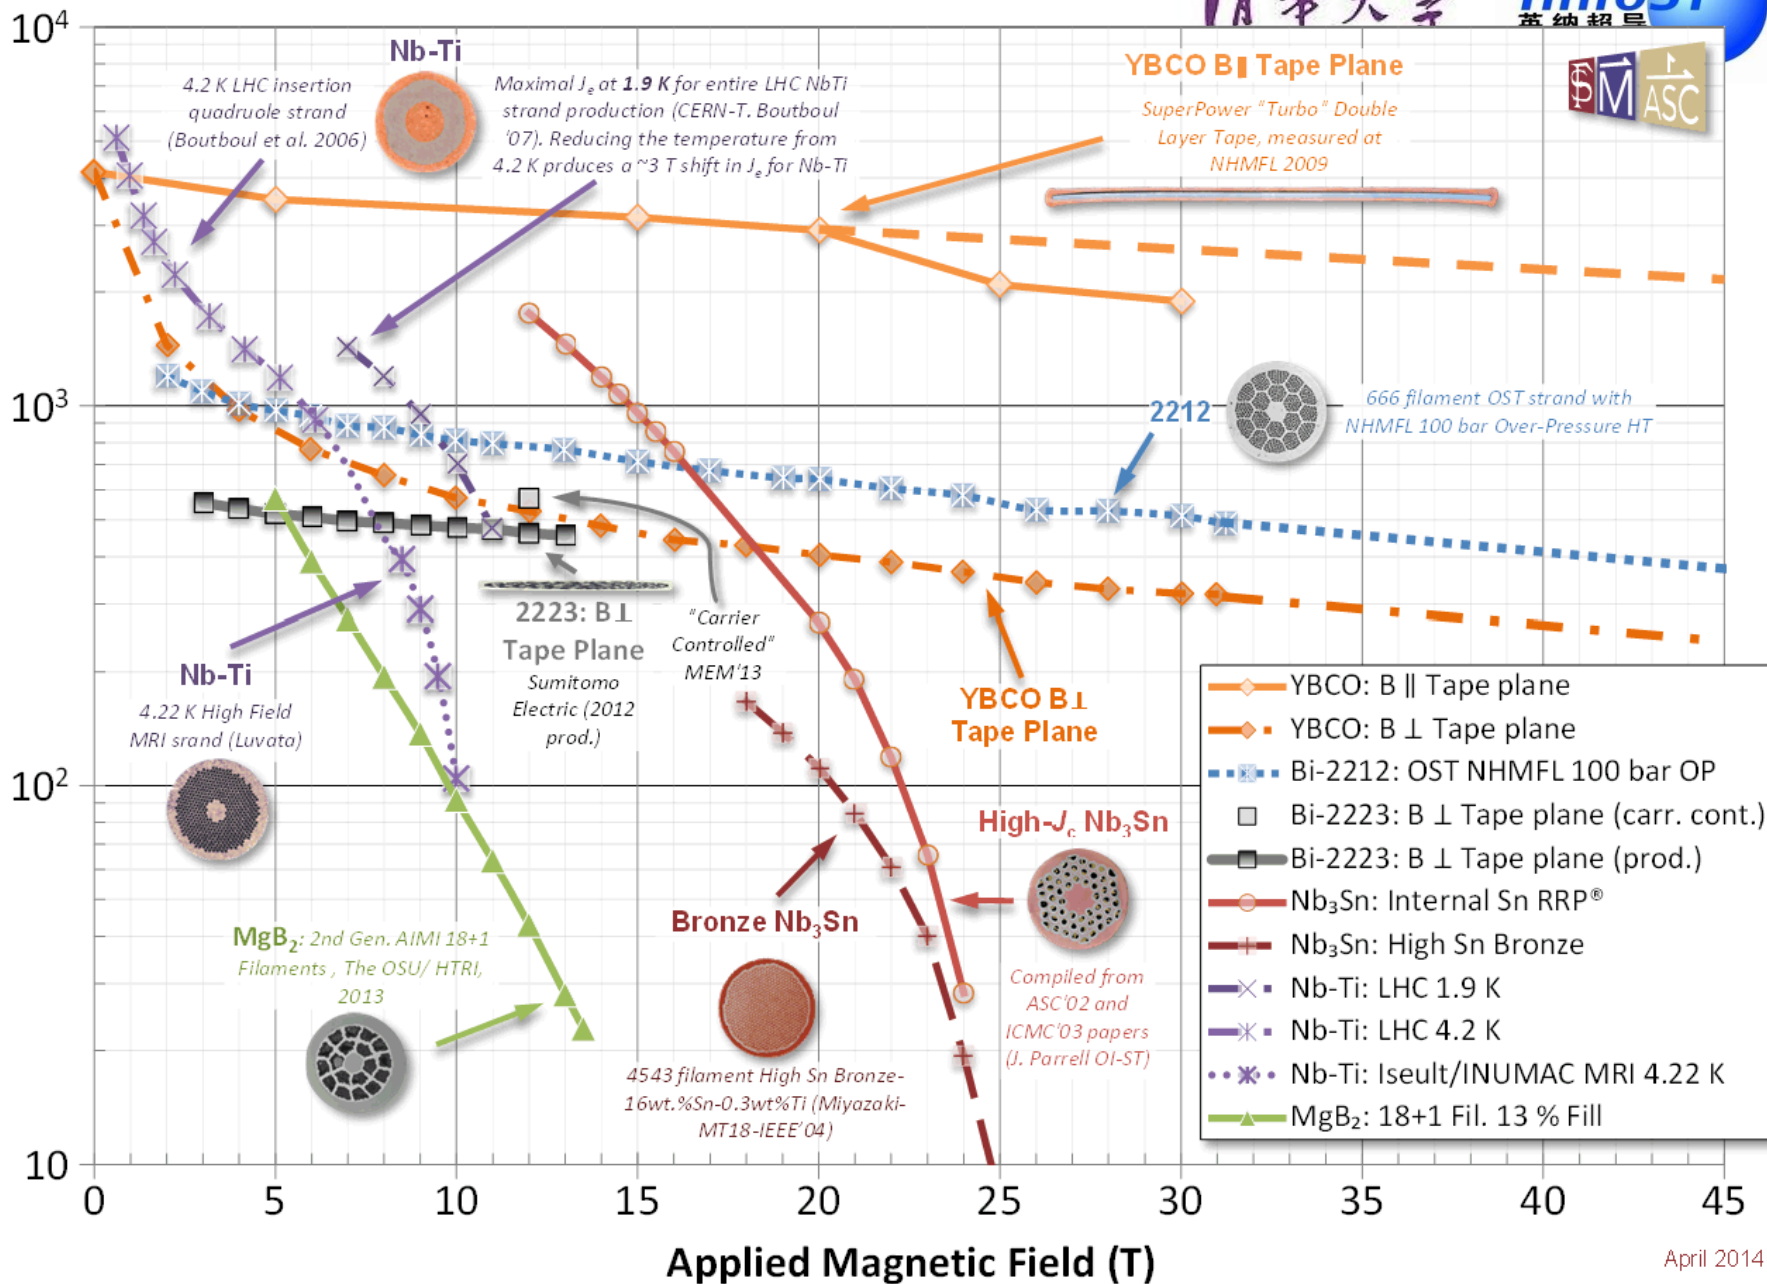 清华大学
英纳超导
10⁴
Nb-Ti
4.2 K LHC insertion
quadruole strand
(Boutboul et al. 2006)
Maximal Jₑ at 1.9 K for entire LHC NbTi
strand production (CERN-T. Boutboul
'07). Reducing the temperature from
4.2 K prduces a ~3 T shift in Jₑ for Nb-Ti
YBCO B∥ Tape Plane
SuperPower "Turbo" Double
Layer Tape, measured at
NHMFL 2009
M
ASC
10³
2212
666 filament OST strand with
NHMFL 100 bar Over-Pressure HT
2223: B⊥
Tape Plane
Sumitomo
Electric (2012
prod.)
"Carrier
Controlled"
MEM'13
YBCO B⊥
Tape Plane
Nb-Ti
4.22 K High Field
MRI srand (Luvata)
10²
High-J꜀ Nb₃Sn
Compiled from
ASC'02 and
ICMC'03 papers
(J. Parrell OI-ST)
Bronze Nb₃Sn
4543 filament High Sn Bronze-
16wt.%Sn-0.3wt%Ti (Miyazaki-
MT18-IEEE'04)
MgB₂: 2nd Gen. AIMI 18+1
Filaments , The OSU/ HTRI,
2013
YBCO: B ∥ Tape plane
YBCO: B ⊥ Tape plane
Bi-2212: OST NHMFL 100 bar OP
Bi-2223: B ⊥ Tape plane (carr. cont.)
Bi-2223: B ⊥ Tape plane (prod.)
Nb₃Sn: Internal Sn RRP®
Nb₃Sn: High Sn Bronze
Nb-Ti: LHC 1.9 K
Nb-Ti: LHC 4.2 K
Nb-Ti: Iseult/INUMAC MRI 4.22 K
MgB₂: 18+1 Fil. 13 % Fill
10
0 5 10 15 20 25 30 35 40 45
Applied Magnetic Field (T)
April 2014